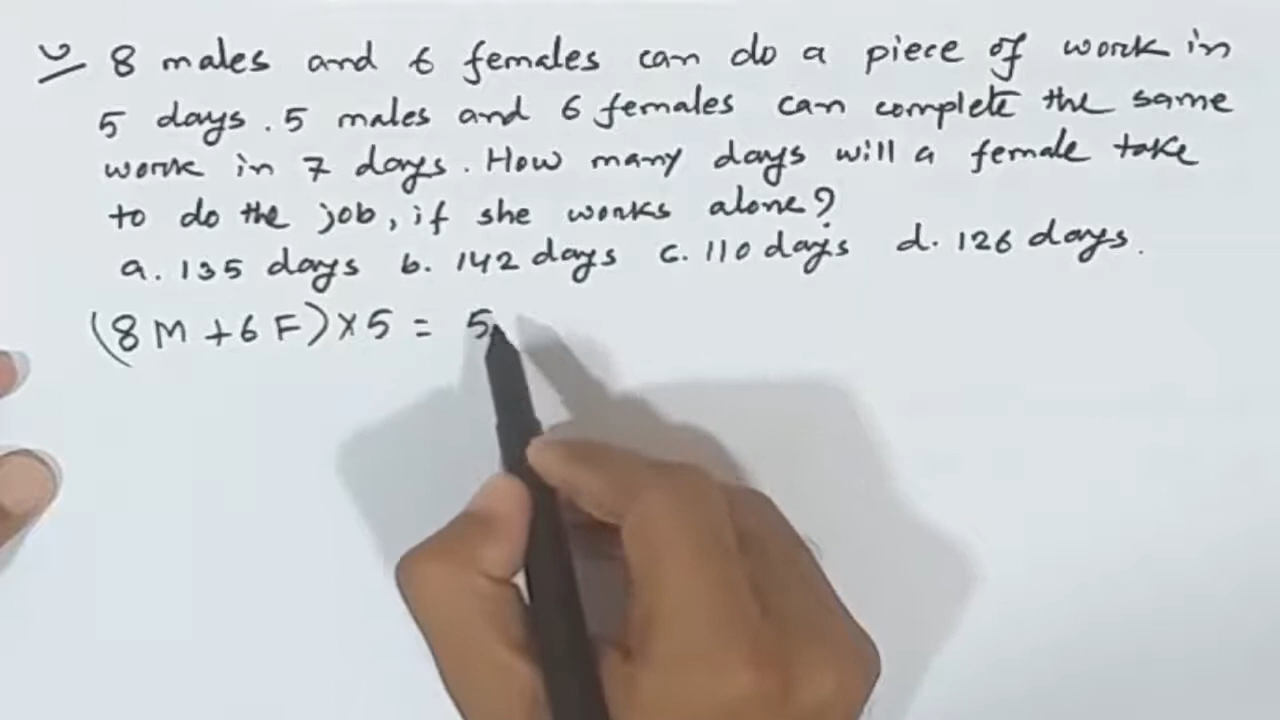 8 males and 6 females can do a piece of work in
5 days. 5 males and 6 females can complete the same
work in 7 days. How many days will a female take
to do the job, if she works alone?
a. 135 days b. 142 days c. 110 days d. 126 days.
(8M+6F)×5 = 5